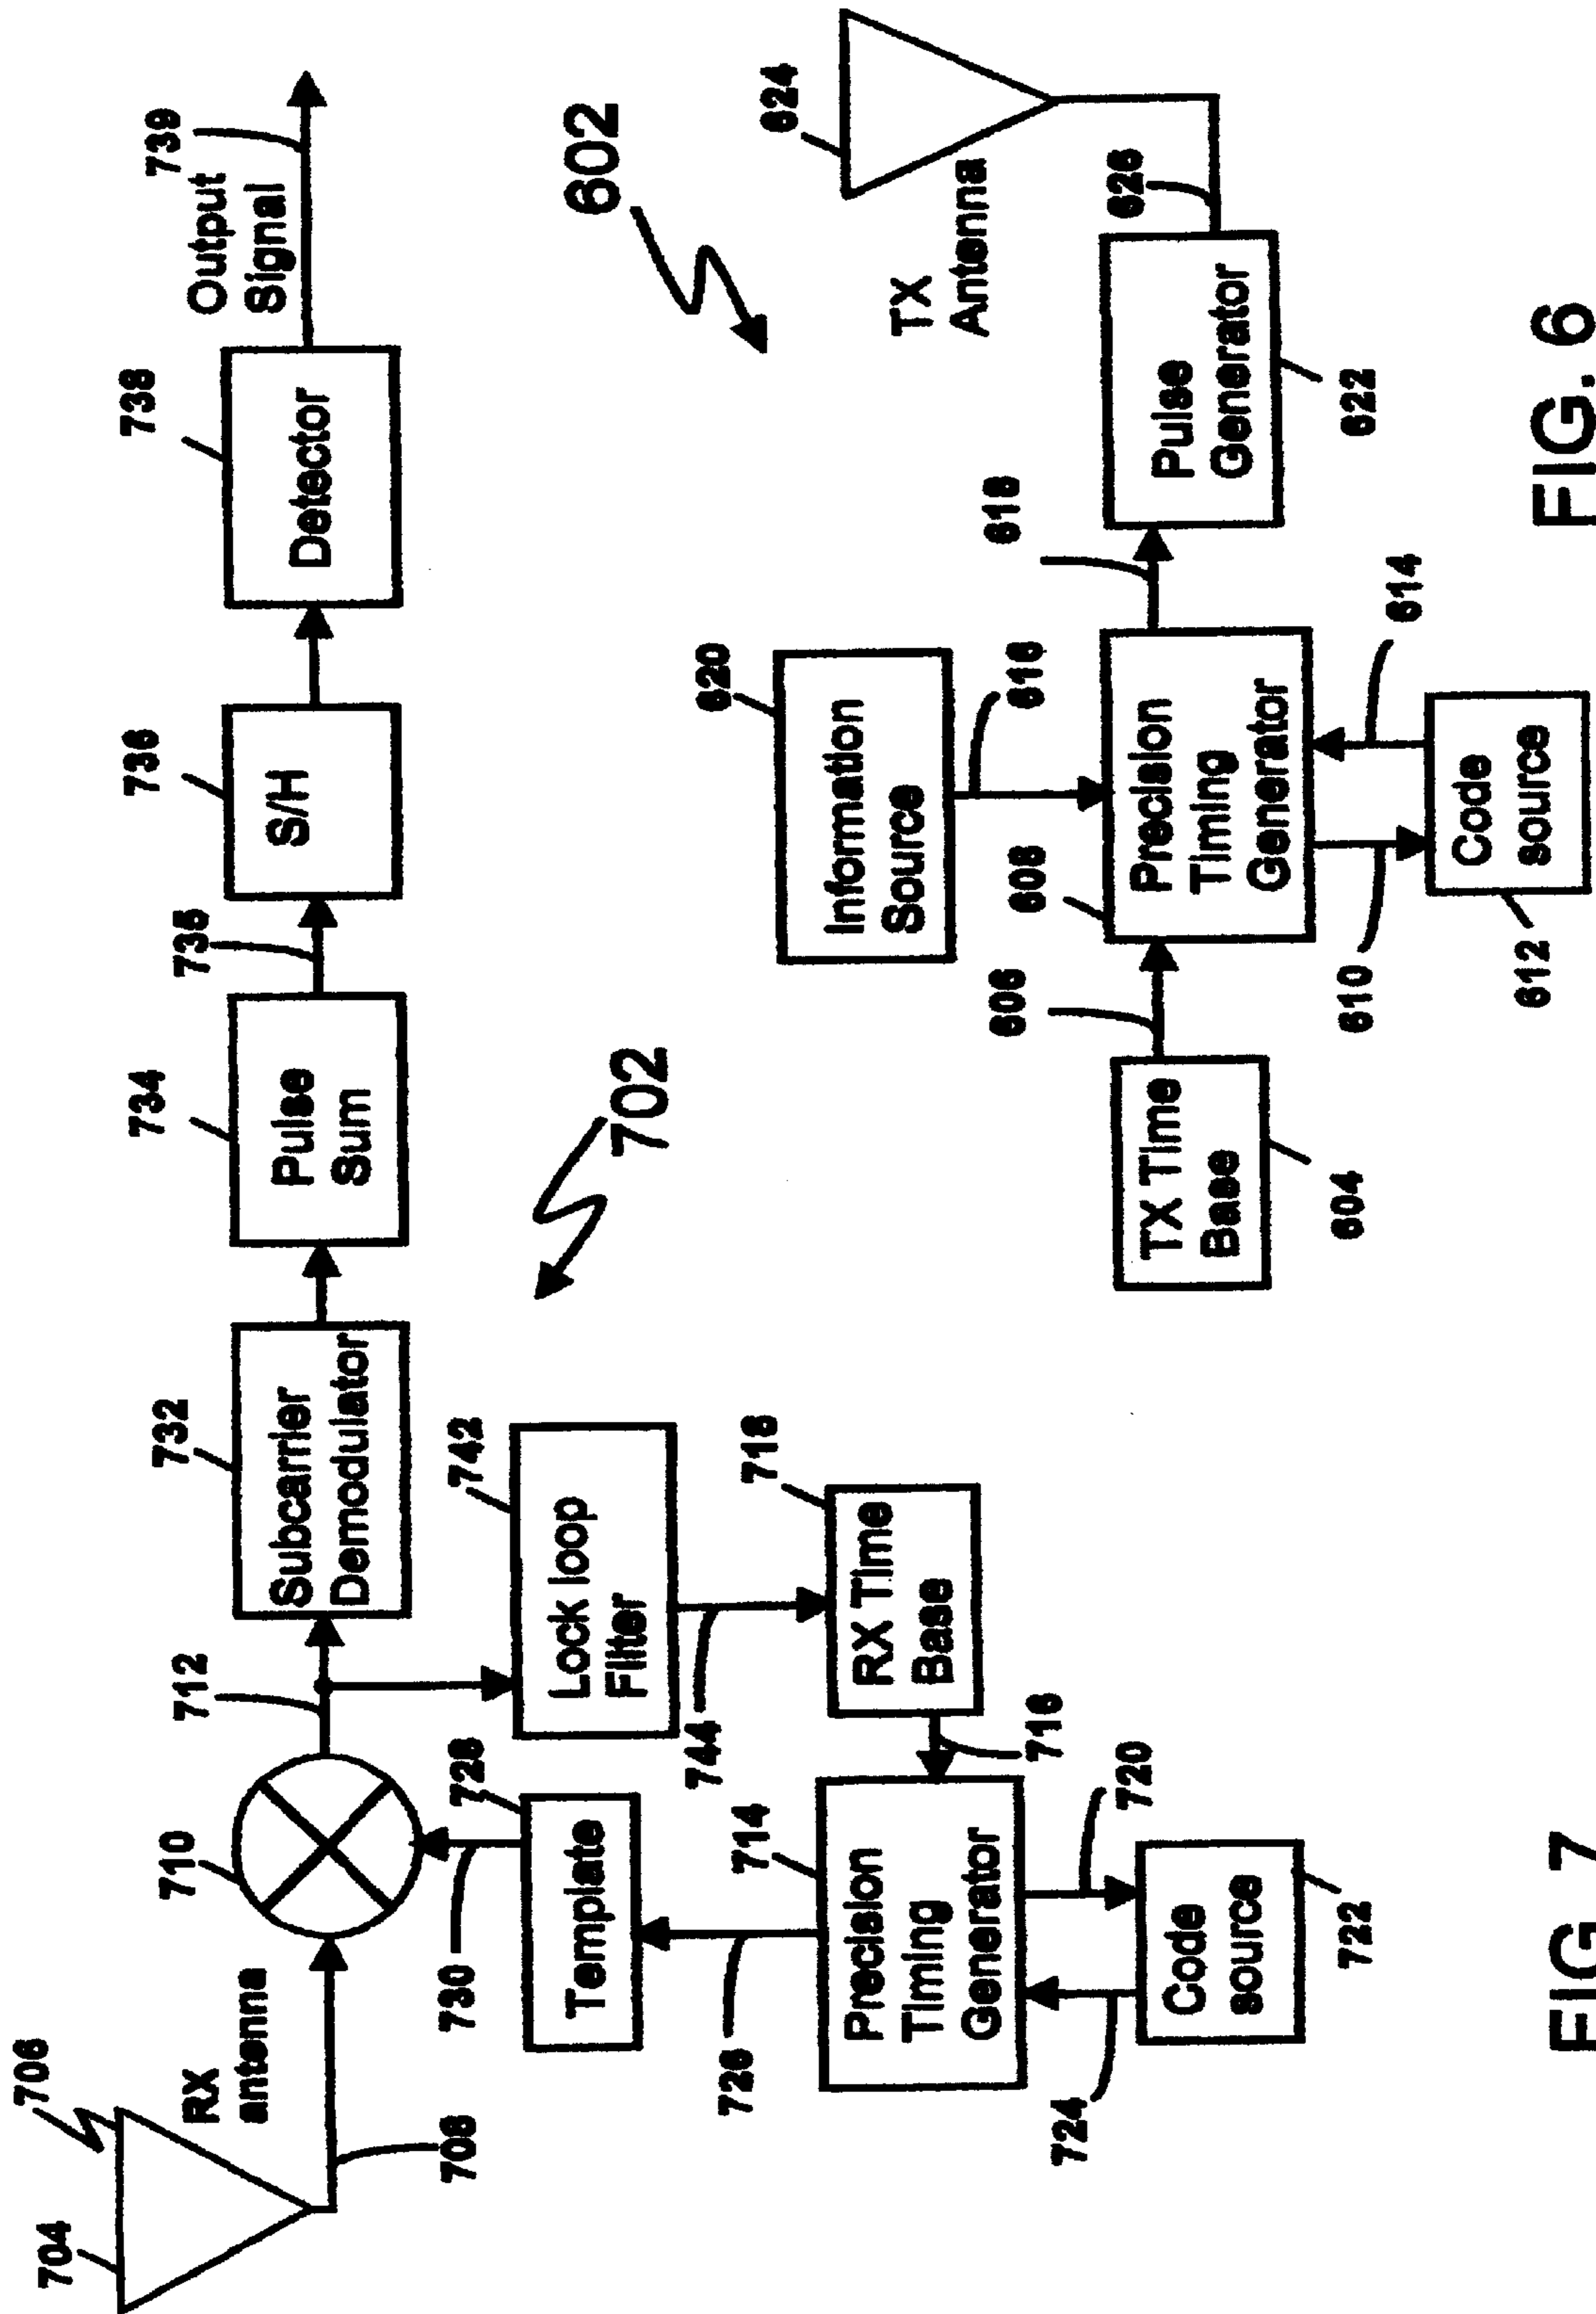 704
706
RX
antenna
708
710
712
732
Subcarrier
Demodulator
734
Pulse
Sum
735
736
S/H
738
Detector
Output
Signal
739
730
Template
728
742
Lock loop
Filter
744
718
RX Time
Base
716
726
714
Precision
Timing
Generator
720
724
Code
source
722
702
FIG. 7
602
TX
Antenna
624
628
Pulse
Generator
622
618
620
Information
Source
616
608
Precision
Timing
Generator
606
TX Time
Base
604
610
614
Code
source
612
FIG. 6